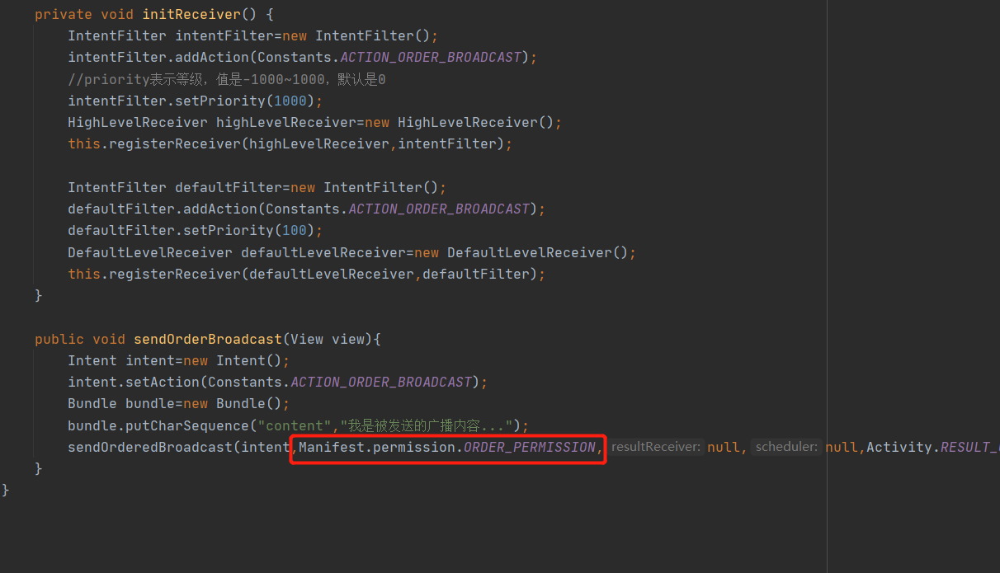 private void initReceiver() {
IntentFilter intentFilter=new IntentFilter();
intentFilter.addAction(Constants.ACTION_ORDER_BROADCAST);
//priority表示等级，值是-1000~1000，默认是0
intentFilter.setPriority(1000);
HighLevelReceiver highLevelReceiver=new HighLevelReceiver();
this.registerReceiver(highLevelReceiver,intentFilter);
IntentFilter defaultFilter=new IntentFilter();
defaultFilter.addAction(Constants.ACTION_ORDER_BROADCAST);
defaultFilter.setPriority(100);
DefaultLevelReceiver defaultLevelReceiver=new DefaultLevelReceiver();
this.registerReceiver(defaultLevelReceiver,defaultFilter);
}
public void sendOrderBroadcast(View view){
Intent intent=new Intent();
intent.setAction(Constants.ACTION_ORDER_BROADCAST);
Bundle bundle=new Bundle();
bundle.putCharSequence("content","我是被发送的广播内容...");
sendOrderedBroadcast(intent,Manifest.permission.ORDER_PERMISSION, resultReceiver: null, scheduler: null,Activity.RESULT_
}
}